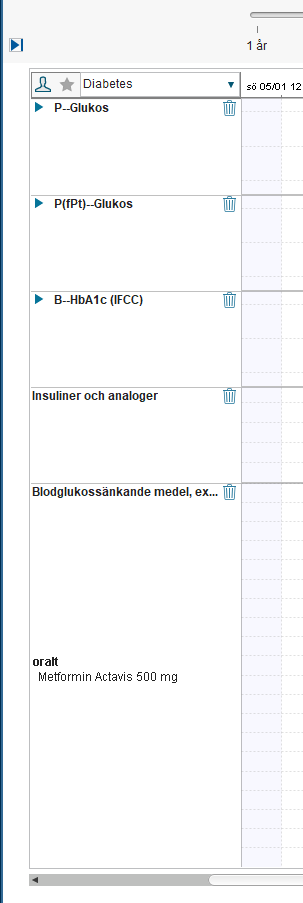 1 år
Diabetes
sö 05/01 12
P--Glukos
P(fPt)--Glukos
B--HbA1c (IFCC)
Insuliner och analoger
Blodglukossänkande medel, ex...
oralt
Metformin Actavis 500 mg